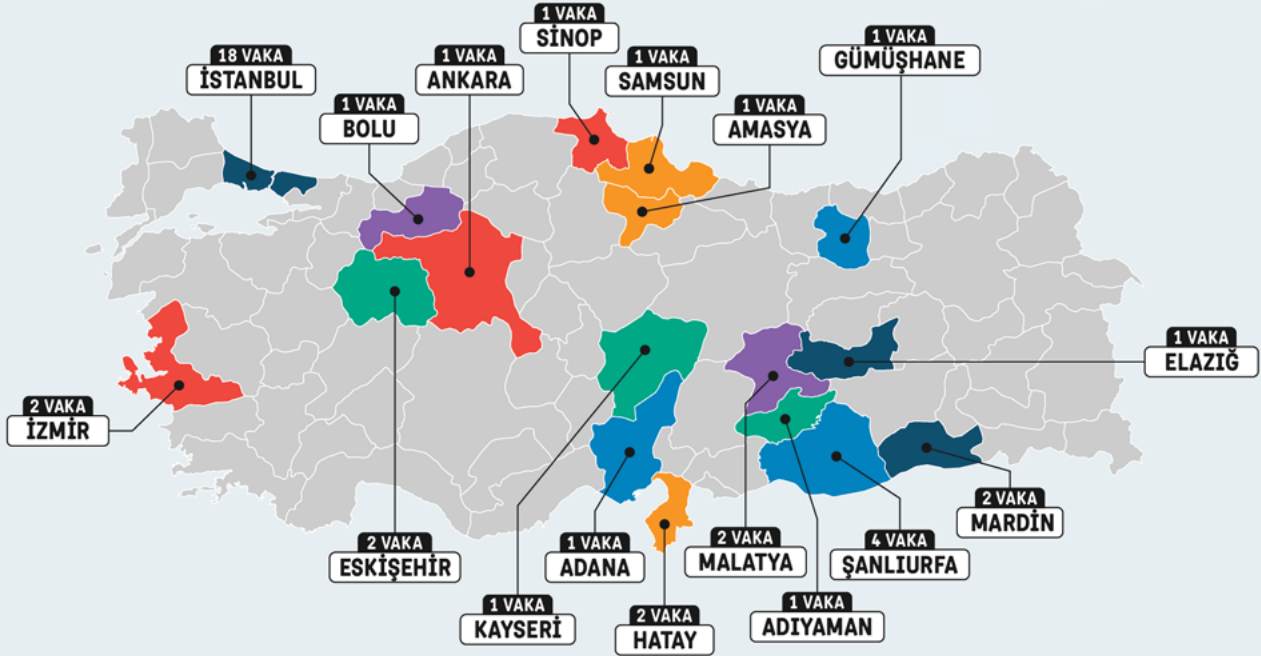 1 VAKA
SİNOP
18 VAKA
İSTANBUL
1 VAKA
ANKARA
1 VAKA
SAMSUN
1 VAKA
GÜMÜŞHANE
1 VAKA
BOLU
1 VAKA
AMASYA
1 VAKA
ELAZIĞ
2 VAKA
İZMİR
2 VAKA
MARDİN
2 VAKA
ESKİŞEHİR
1 VAKA
ADANA
2 VAKA
MALATYA
4 VAKA
ŞANLIURFA
1 VAKA
KAYSERİ
2 VAKA
HATAY
1 VAKA
ADIYAMAN